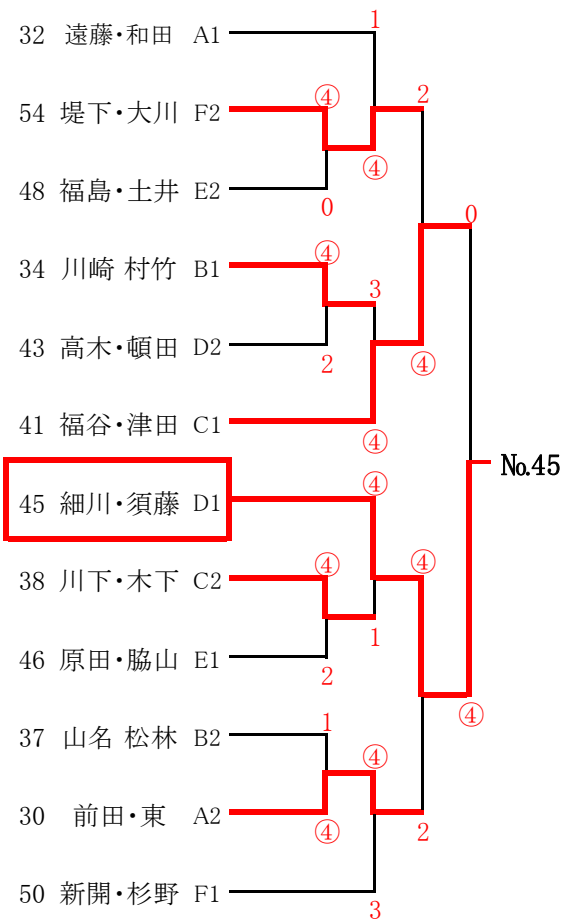 1
32 遠藤・和田 A1
④ 2
54 堤下・大川 F2
④
48 福島・土井 E2
0 0
④
34 川崎 村竹 B1
3
43 高木・頓田 D2
2 ④
41 福谷・津田 C1
④
No.45
④
45 細川・須藤 D1
④ ④
38 川下・木下 C2
1
46 原田・脇山 E1
2
1 ④
37 山名 松林 B2
④
30 前田・東 A2
④ 2
50 新開・杉野 F1
3